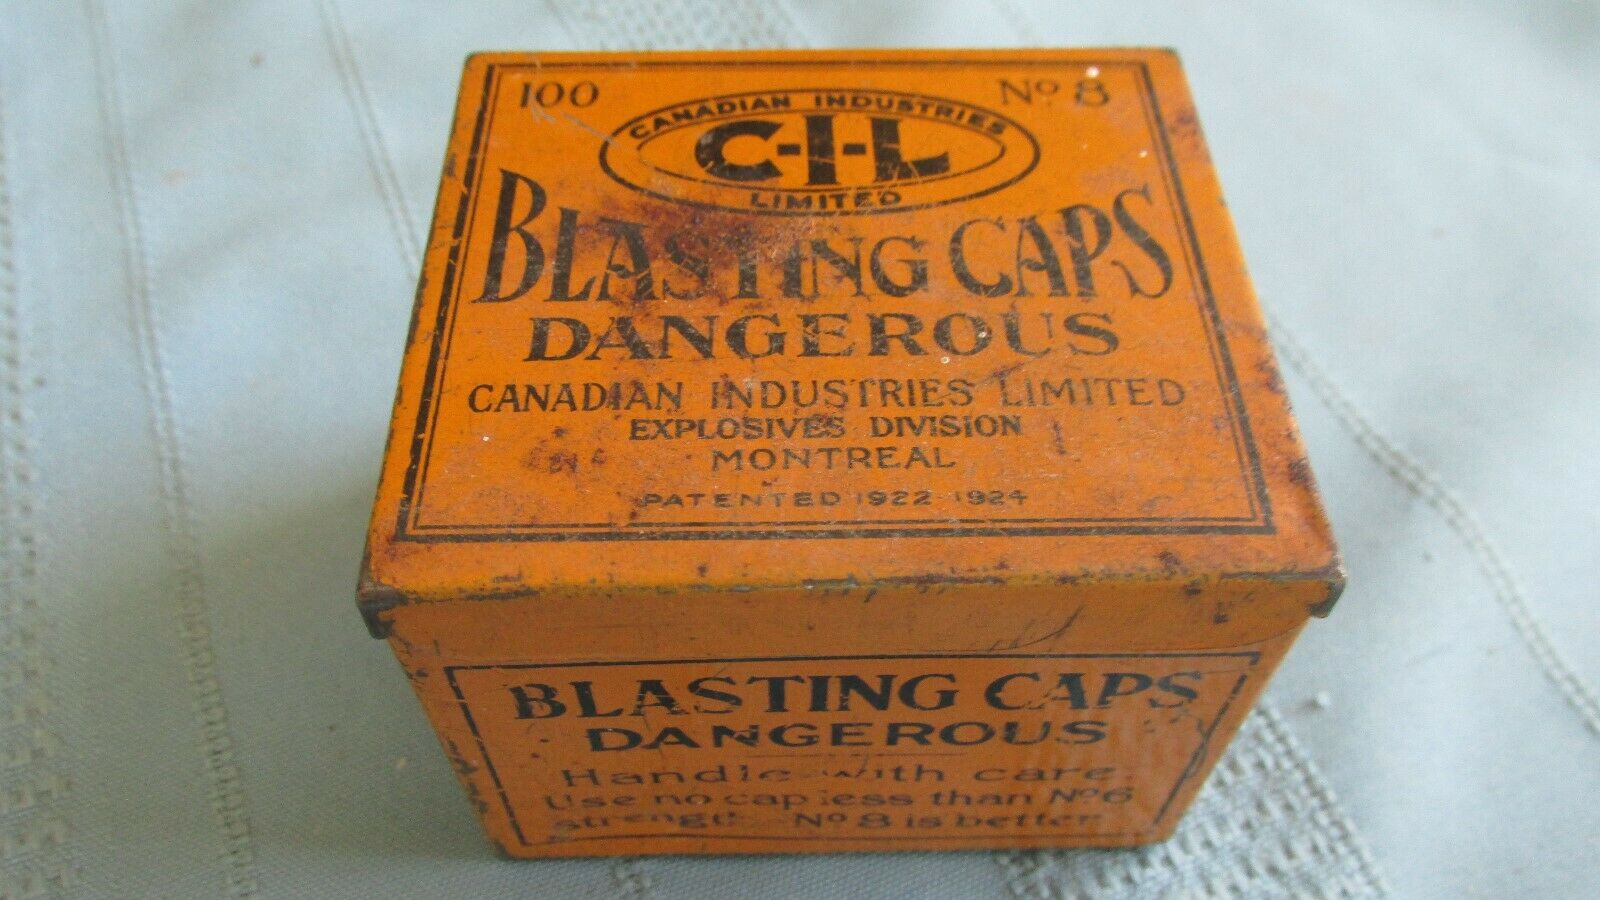 100
No 8
CANADIAN INDUSTRIES
C-I-L
LIMITED
BLASTING CAPS
DANGEROUS
CANADIAN INDUSTRIES LIMITED
EXPLOSIVES DIVISION
MONTREAL
PATENTED 1922-1924
BLASTING CAPS
DANGEROUS
Handle with care.
Use no cap less than No 6
strength—No 8 is better.